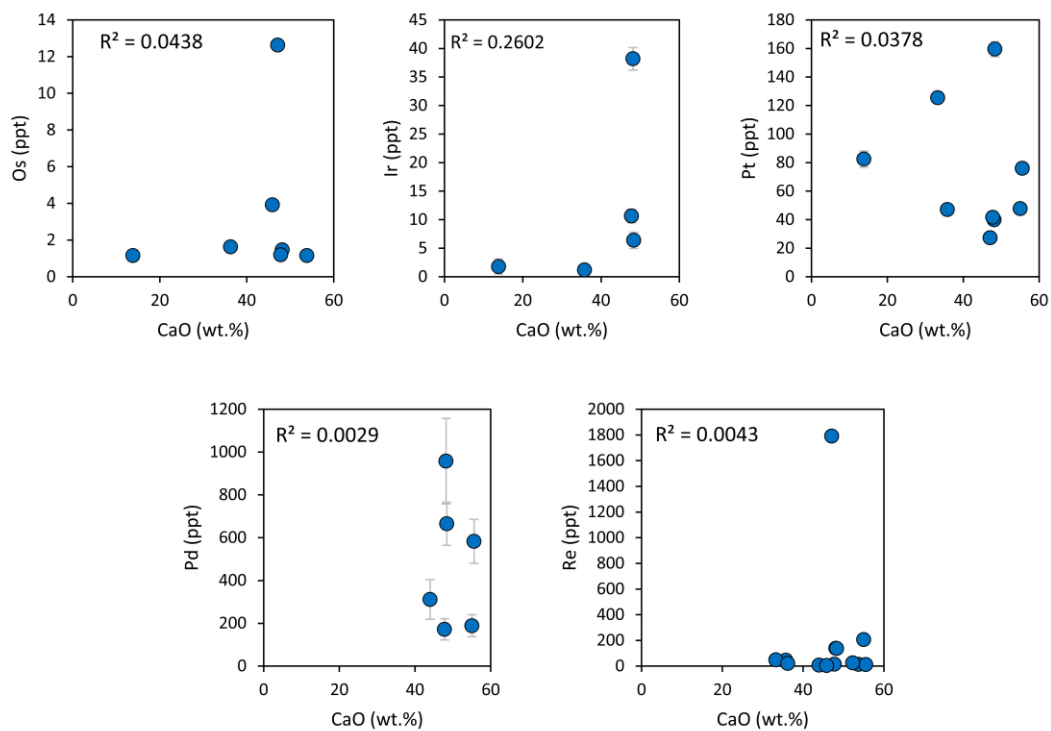 R² = 0.0438
14
12
10
8
6
4
2
0
Os (ppt)
0 20 40 60
CaO (wt.%)
R² = 0.2602
45
40
35
30
25
20
15
10
5
0
Ir (ppt)
0 20 40 60
CaO (wt.%)
R² = 0.0378
180
160
140
120
100
80
60
40
20
0
Pt (ppt)
0 20 40 60
CaO (wt.%)
R² = 0.0029
1200
1000
800
600
400
200
0
Pd (ppt)
0 20 40 60
CaO (wt.%)
R² = 0.0043
2000
1800
1600
1400
1200
1000
800
600
400
200
0
Re (ppt)
0 20 40 60
CaO (wt.%)